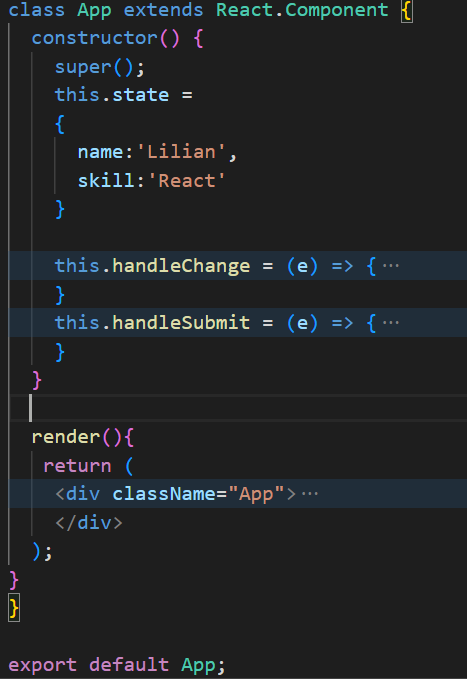 class App extends React.Component {
  constructor() {
    super();
    this.state =
    {
      name:'Lilian',
      skill:'React'
    }

    this.handleChange = (e) => {⋯
    }
    this.handleSubmit = (e) => {⋯
    }
  }

  render(){
   return (
    <div className="App">⋯
    </div>
  );
}
}

export default App;